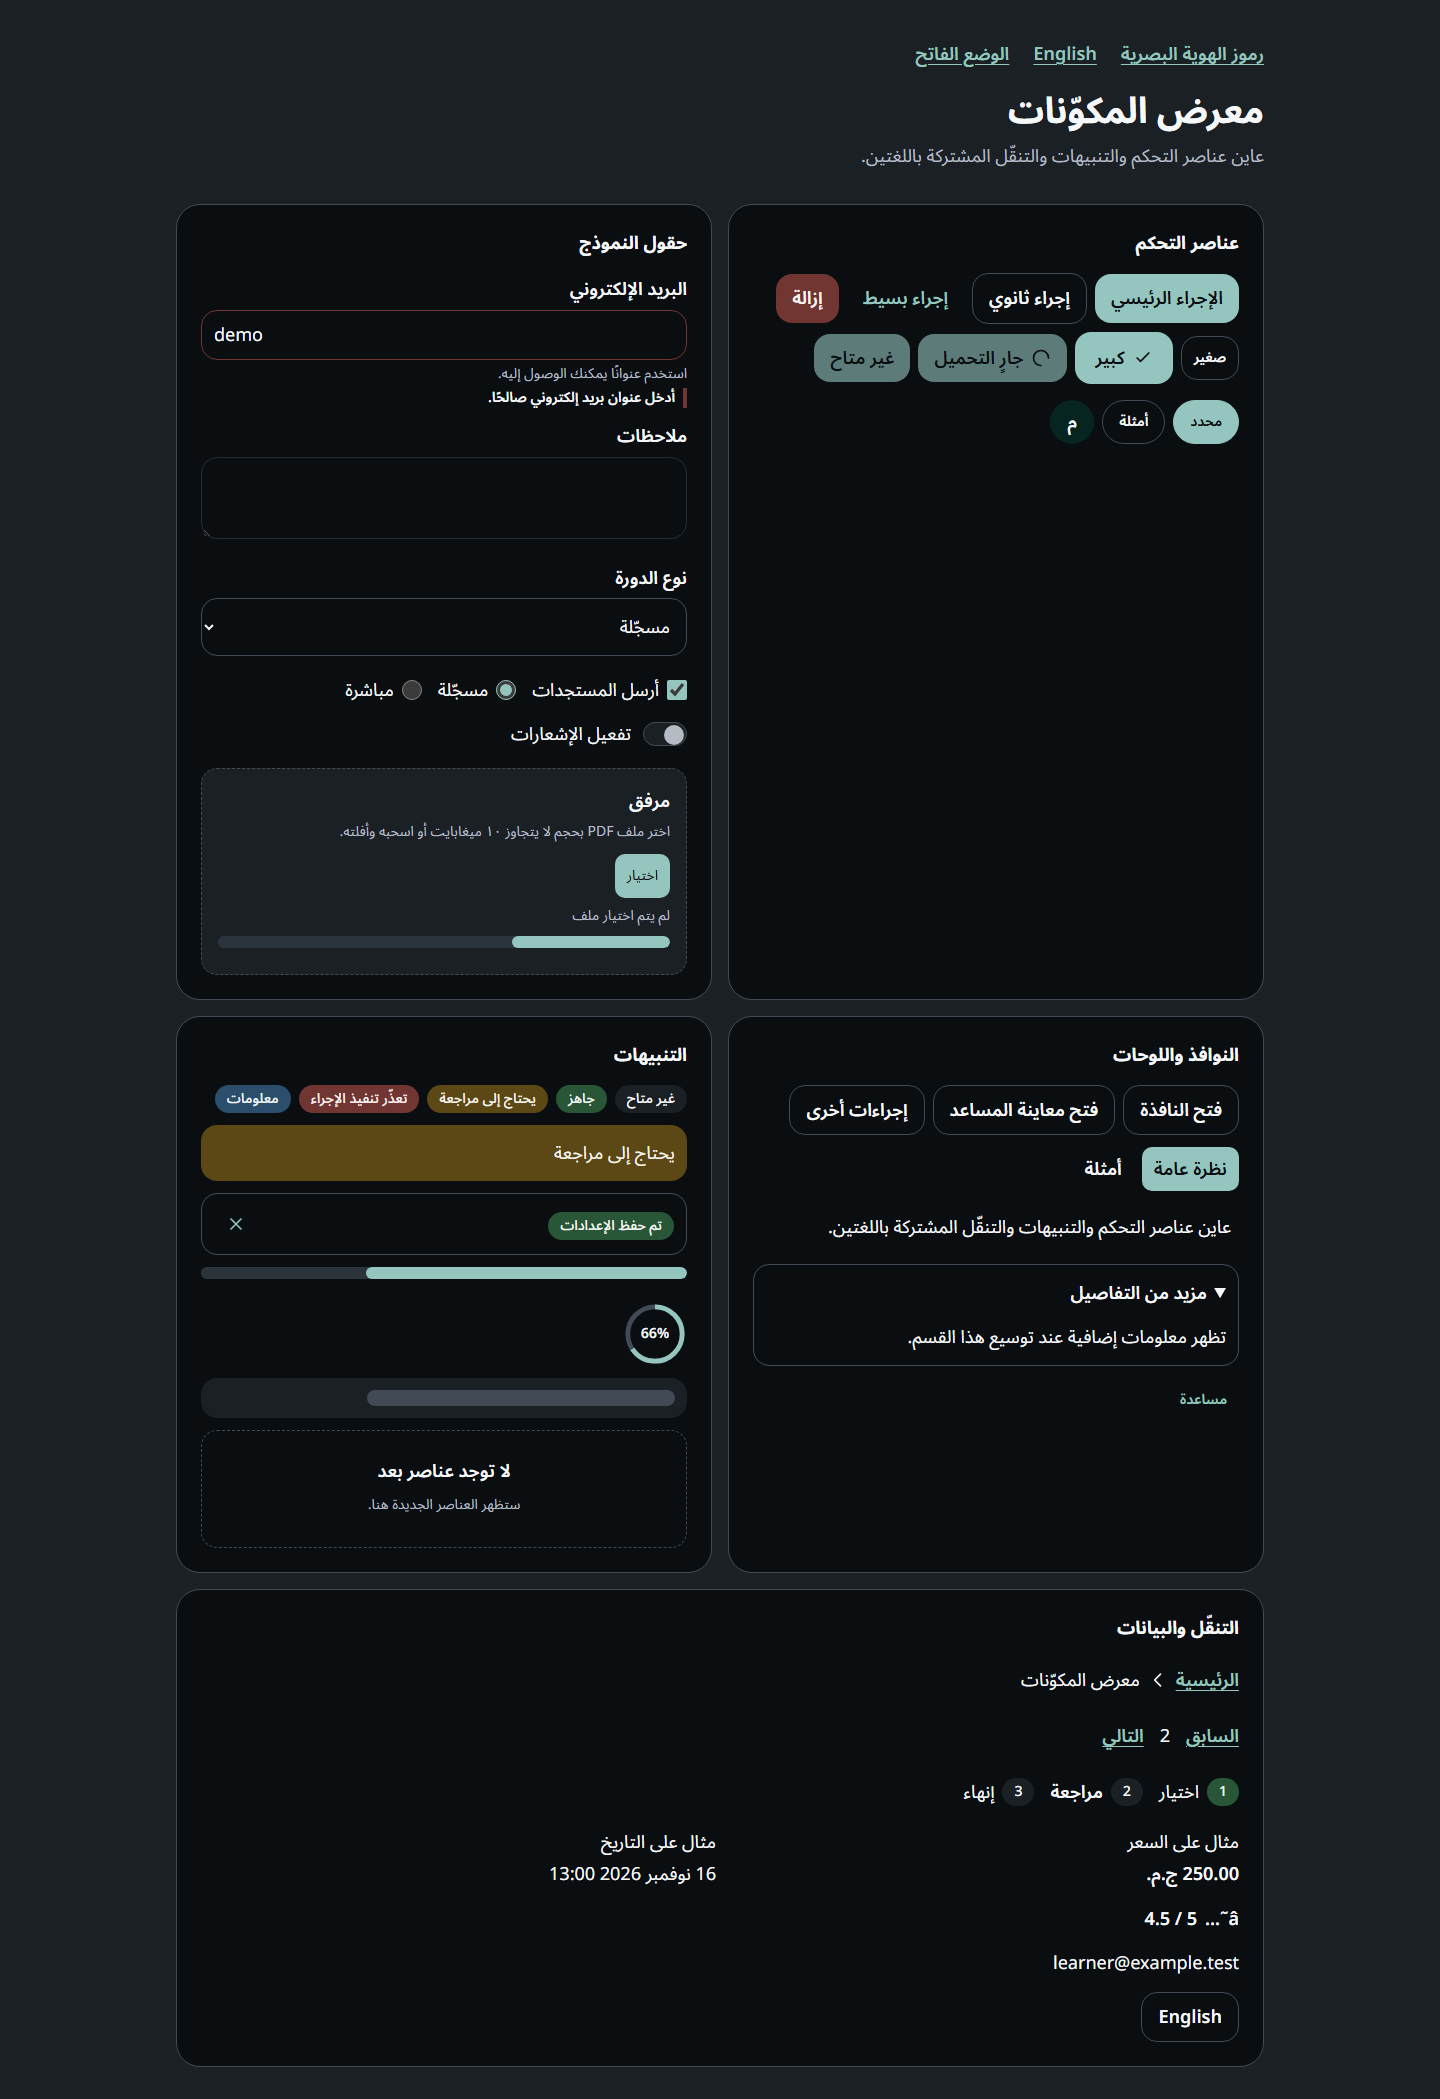 رموز الهوية البصرية English الوضع الفاتح
معرض المكوّنات
عاين عناصر التحكم والتنبيهات والتنقّل المشتركة باللغتين.
عناصر التحكم
الإجراء الرئيسي إجراء ثانوي إجراء بسيط إزالة
صغير كبير جارٍ التحميل غير متاح
محدد أمثلة م
حقول النموذج
البريد الإلكتروني
demo
استخدم عنوانًا يمكنك الوصول إليه.
أدخل عنوان بريد إلكتروني صالحًا.
ملاحظات
نوع الدورة
مسجّلة
أرسل المستجدات مسجّلة مباشرة
تفعيل الإشعارات
مرفق
اختر ملف PDF بحجم لا يتجاوز ١٠ ميغابايت أو اسحبه وأفلته.
اختيار
لم يتم اختيار ملف
النوافذ واللوحات
فتح النافذة فتح معاينة المساعد إجراءات أخرى
نظرة عامة أمثلة
عاين عناصر التحكم والتنبيهات والتنقّل المشتركة باللغتين.
مزيد من التفاصيل
تظهر معلومات إضافية عند توسيع هذا القسم.
مساعدة
التنبيهات
غير متاح جاهز يحتاج إلى مراجعة تعذّر تنفيذ الإجراء معلومات
يحتاج إلى مراجعة
تم حفظ الإعدادات
66%
لا توجد عناصر بعد
ستظهر العناصر الجديدة هنا.
التنقّل والبيانات
الرئيسية معرض المكوّنات
السابق 2 التالي
1 اختيار 2 مراجعة 3 إنهاء
مثال على السعر
250.00 ج.م.
مثال على التاريخ
16 نوفمبر 2026 13:00
â˜… 4.5 / 5
learner@example.test
English